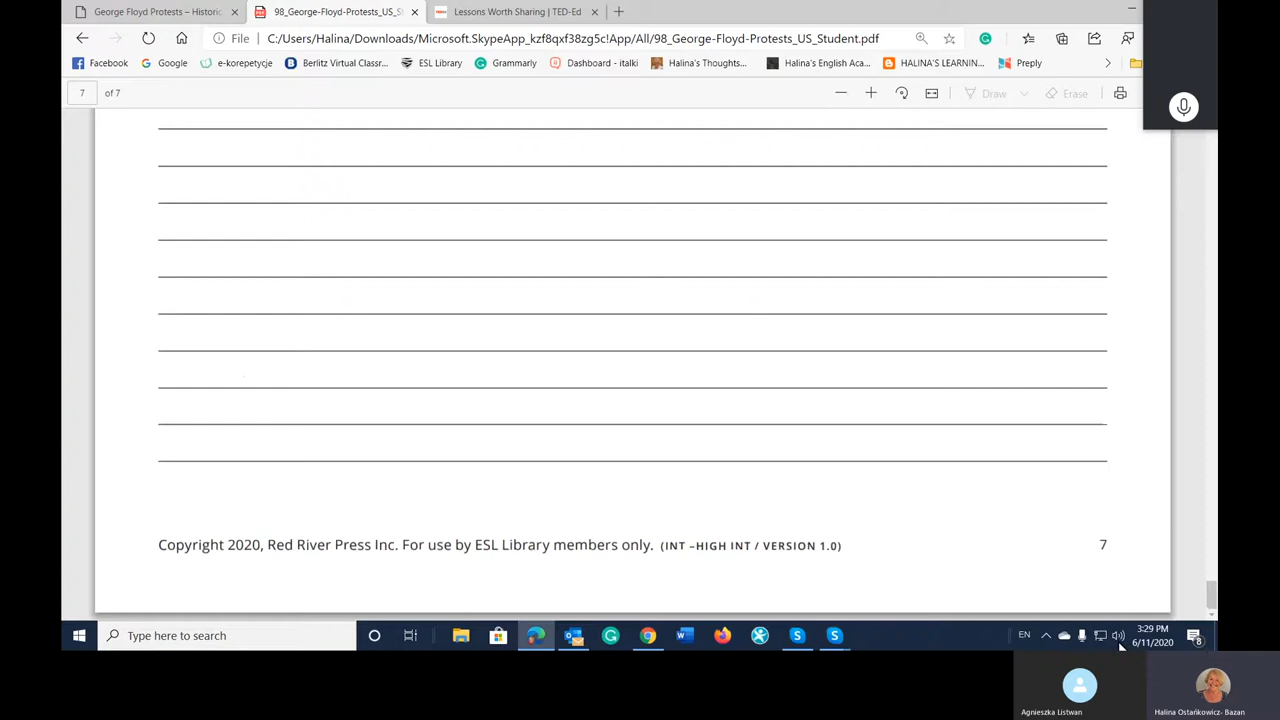 George Floyd Protests – Historic
98_George-Floyd-Protests_US_S
Lessons Worth Sharing | TED-Ed
File
C:/Users/Halina/Downloads/Microsoft.SkypeApp_kzf8qxf38zg5c!App/All/98_George-Floyd-Protests_US_Student.pdf
Facebook
Google
e-korepetycje
Berlitz Virtual Classr...
ESL Library
Grammarly
Dashboard - italki
Halina's Thoughts...
Halina's English Aca...
HALINA'S LEARNIN...
Preply
7 of 7
Draw
Erase
Copyright 2020, Red River Press Inc. For use by ESL Library members only. (INT –HIGH INT / VERSION 1.0)
7
Type here to search
EN
3:29 PM
6/11/2020
8
Agnieszka Listwan
Halina Ostańkowicz- Bazan